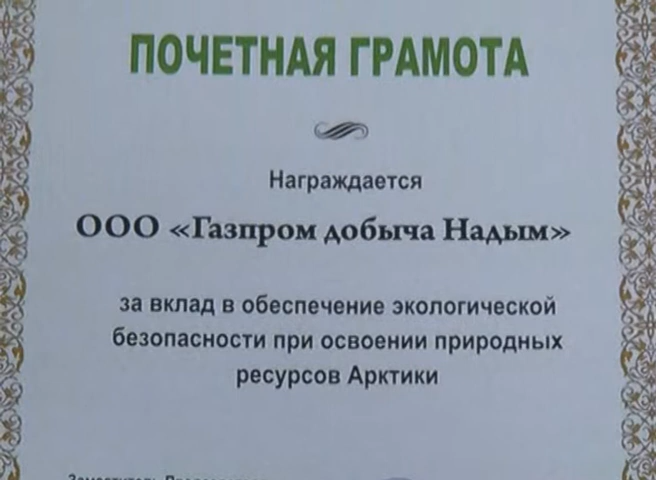 ПОЧЕТНАЯ ГРАМОТА
Награждается
ООО «Газпром добыча Надым»
за вклад в обеспечение экологической
безопасности при освоении природных
ресурсов Арктики